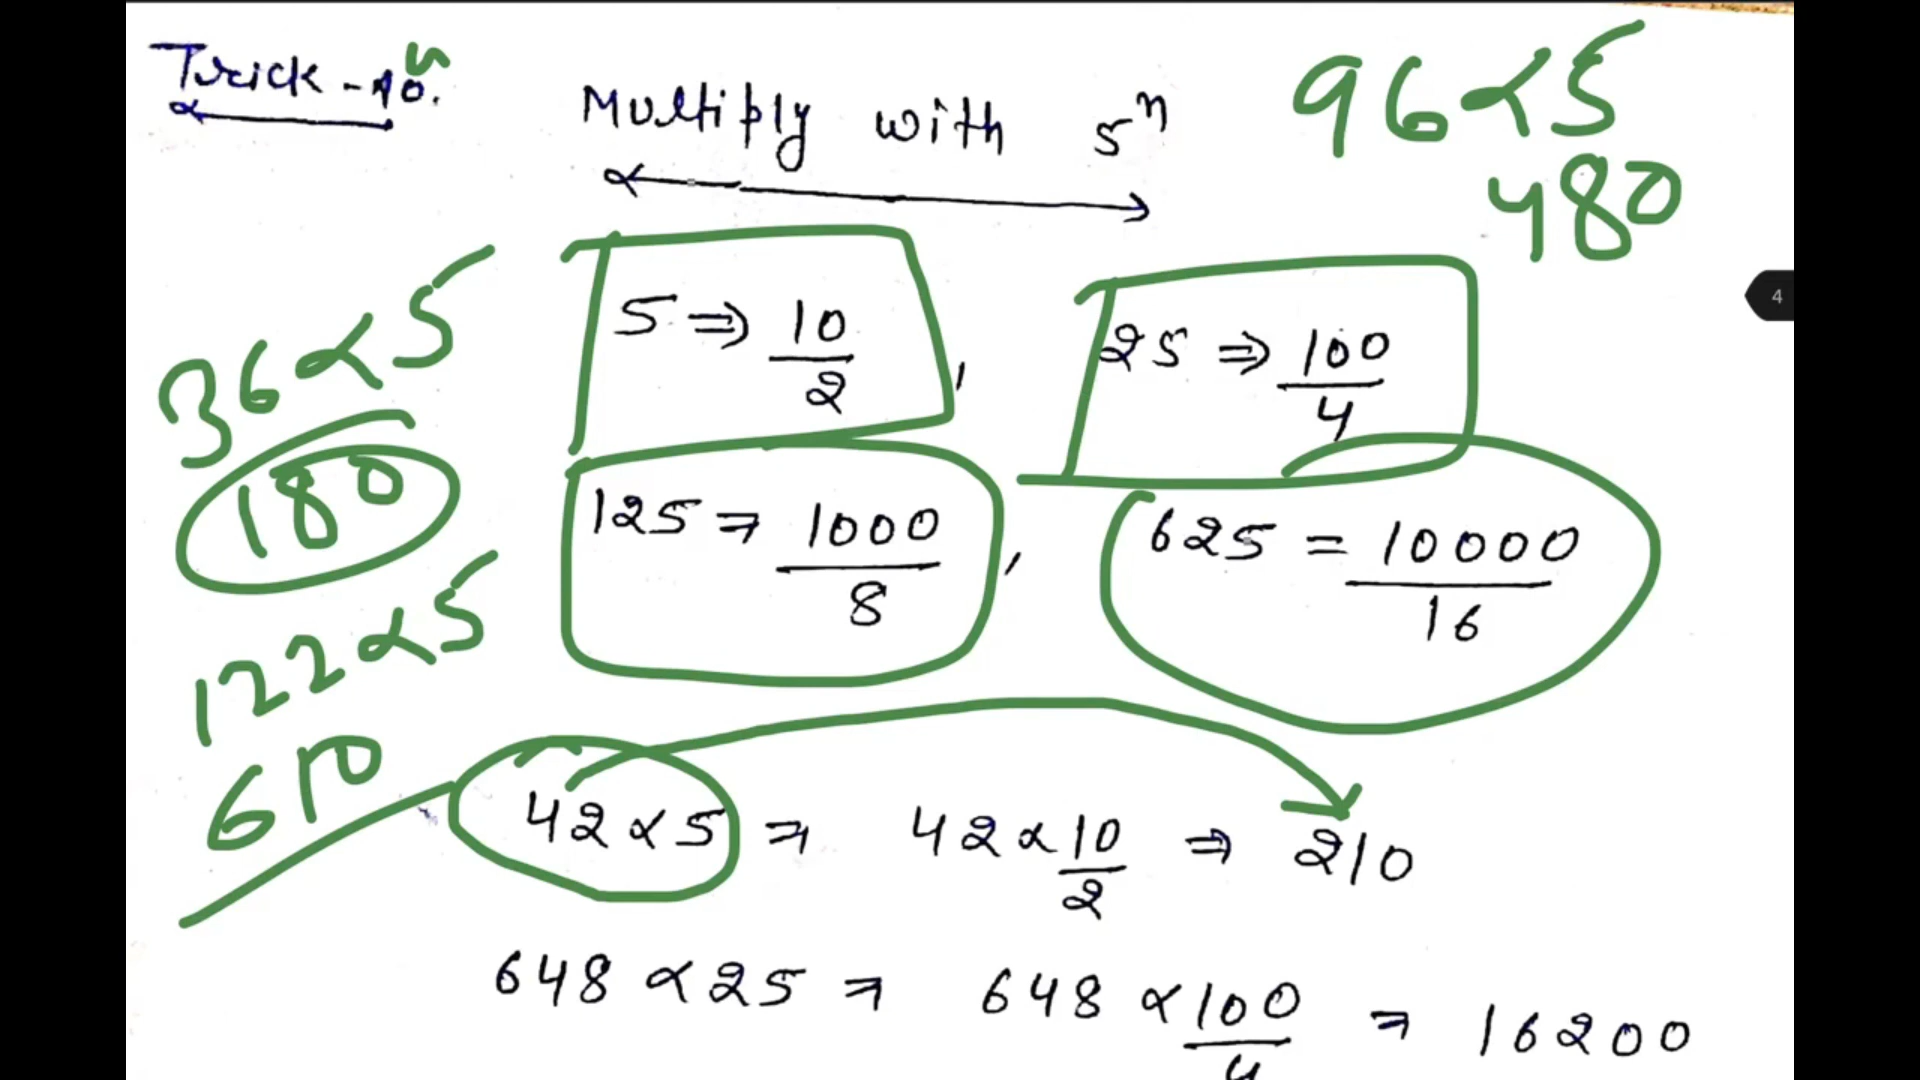 Trick-10.
n
Multiply with 5ⁿ
96×5
480
4
36×5
180
5 ⇒ 10/2 ,
25 ⇒ 100/4
122×5
610
125 = 1000/8 ,
625 = 10000/16
42×5 = 42×10/2 ⇒ 210
648×25 = 648×100/4 = 16200